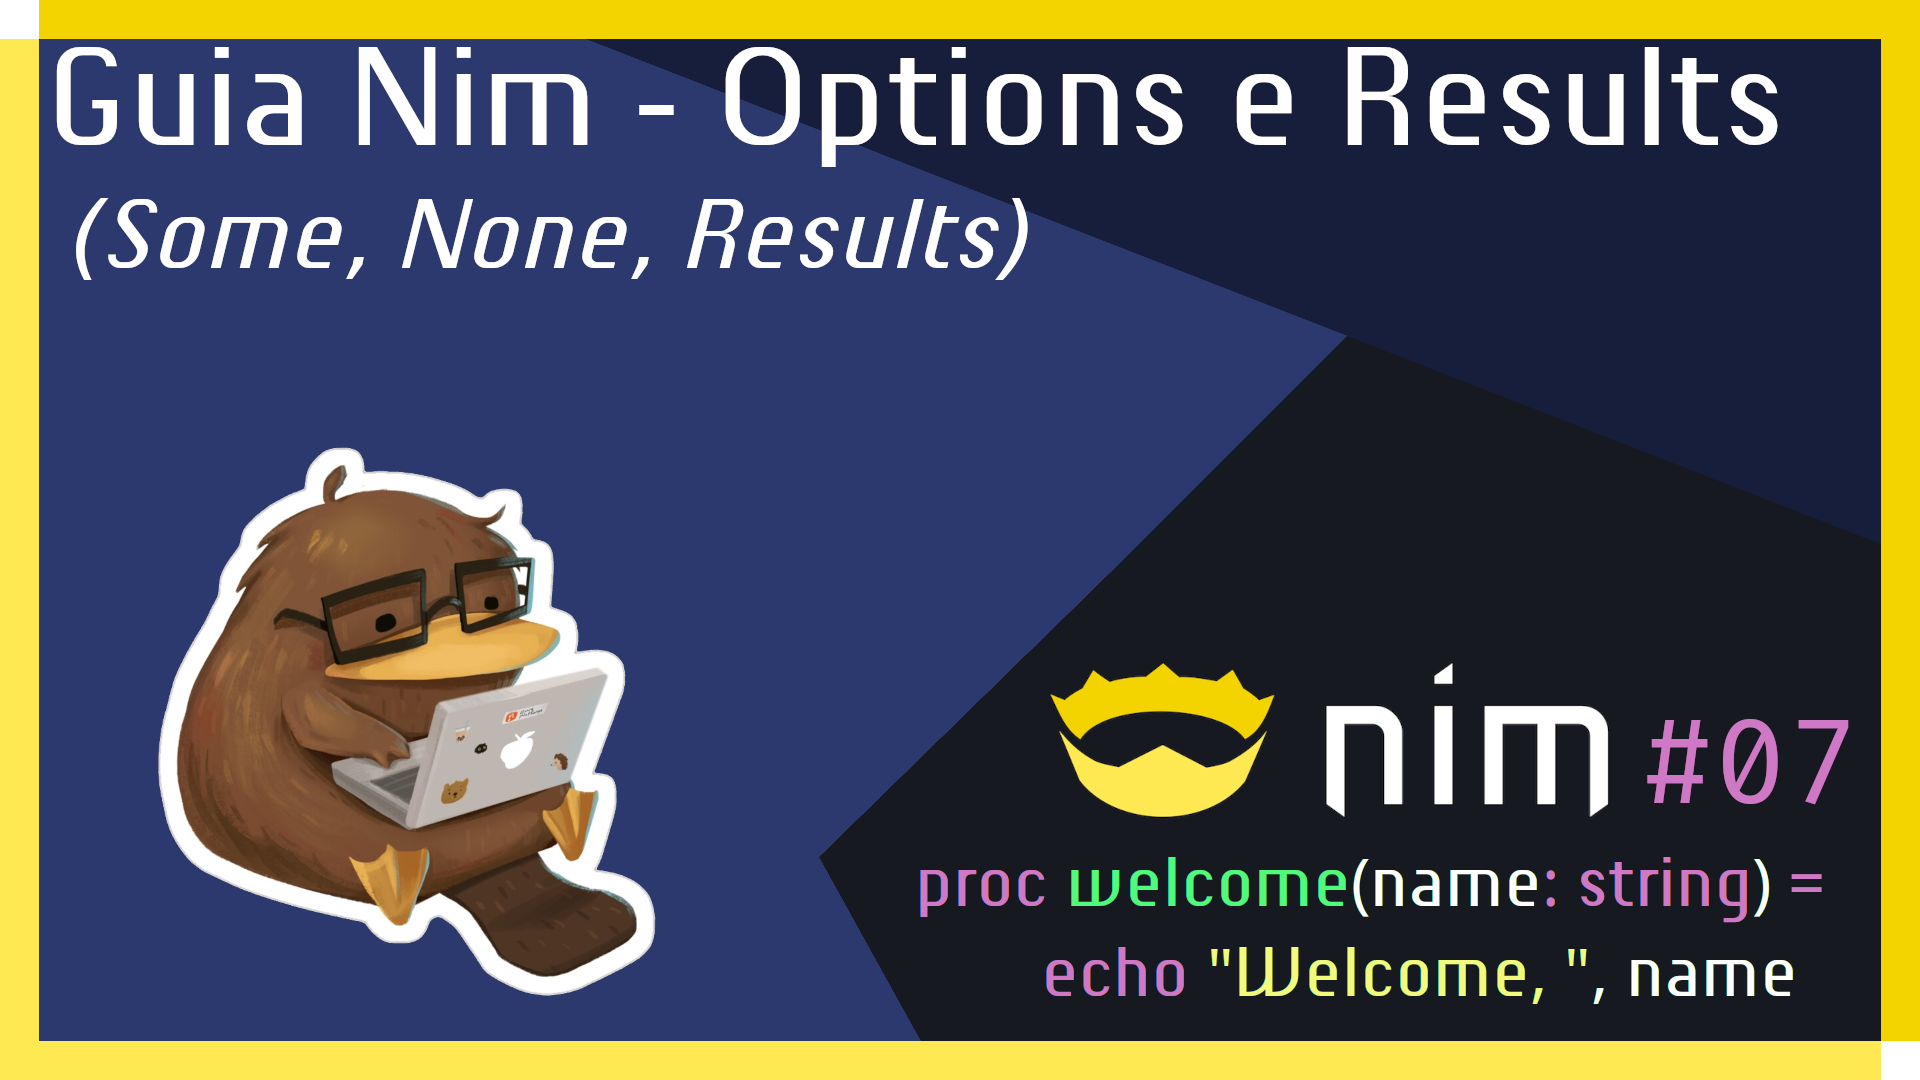 Guia Nim - Options e Results
(Some, None, Results)
nim #07
proc welcome(name: string) =
echo "Welcome, ", name